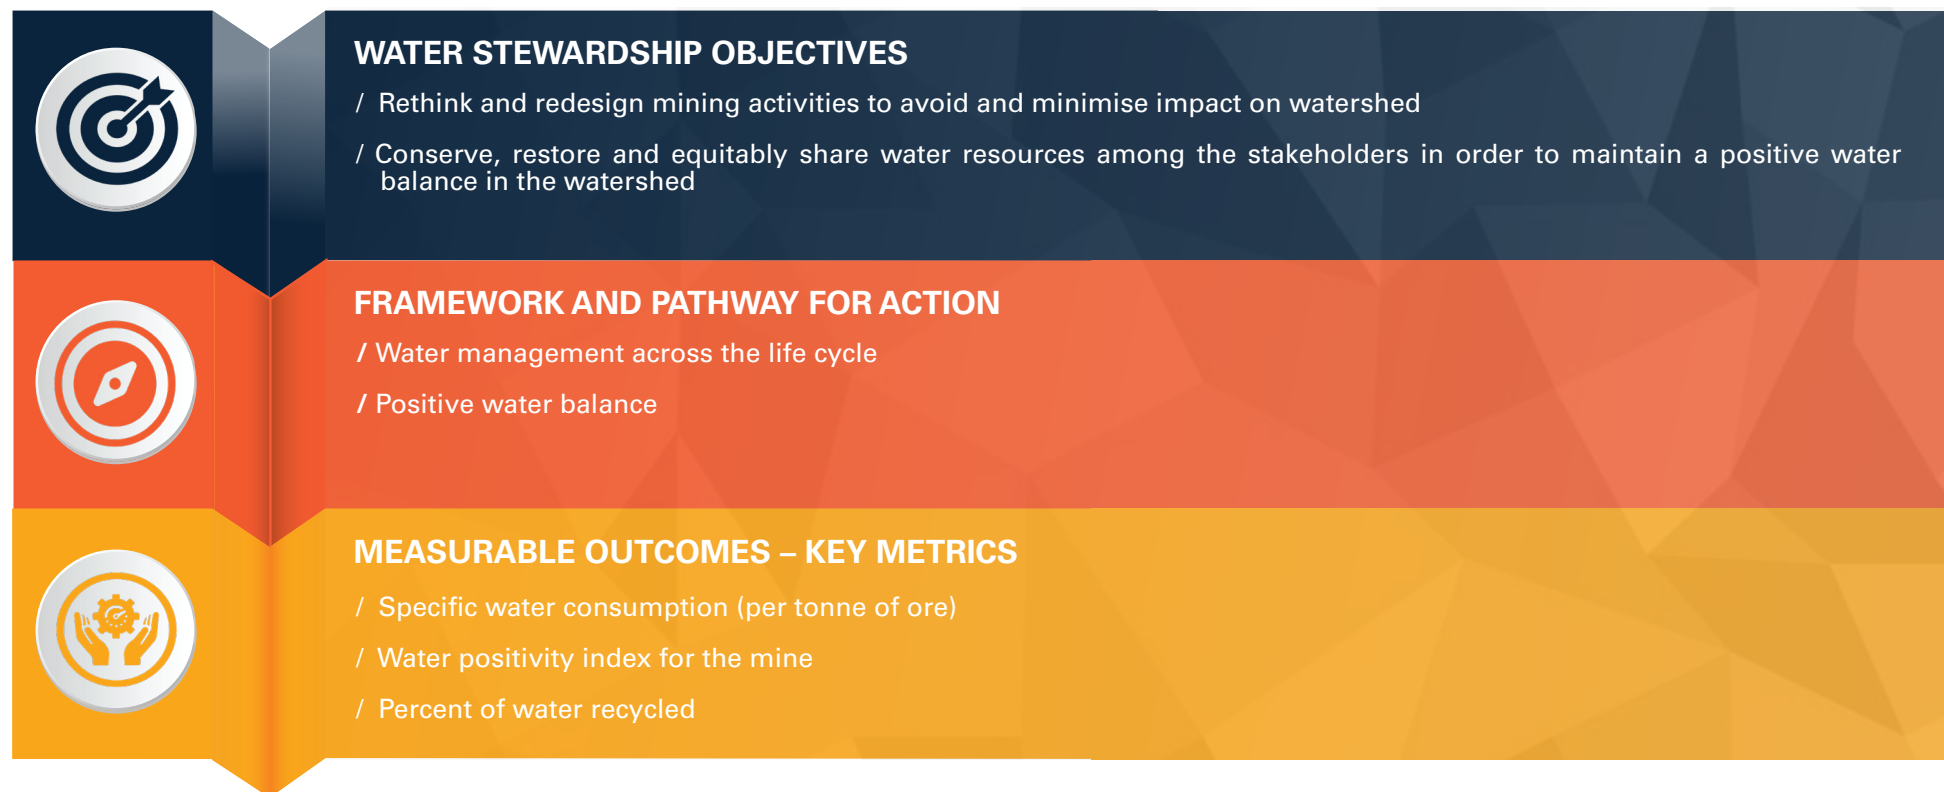 WATER STEWARDSHIP OBJECTIVES
/ Rethink and redesign mining activities to avoid and minimise impact on watershed
/ Conserve, restore and equitably share water resources among the stakeholders in order to maintain a positive water
balance in the watershed
FRAMEWORK AND PATHWAY FOR ACTION
/ Water management across the life cycle
/ Positive water balance
MEASURABLE OUTCOMES – KEY METRICS
/ Specific water consumption (per tonne of ore)
/ Water positivity index for the mine
/ Percent of water recycled